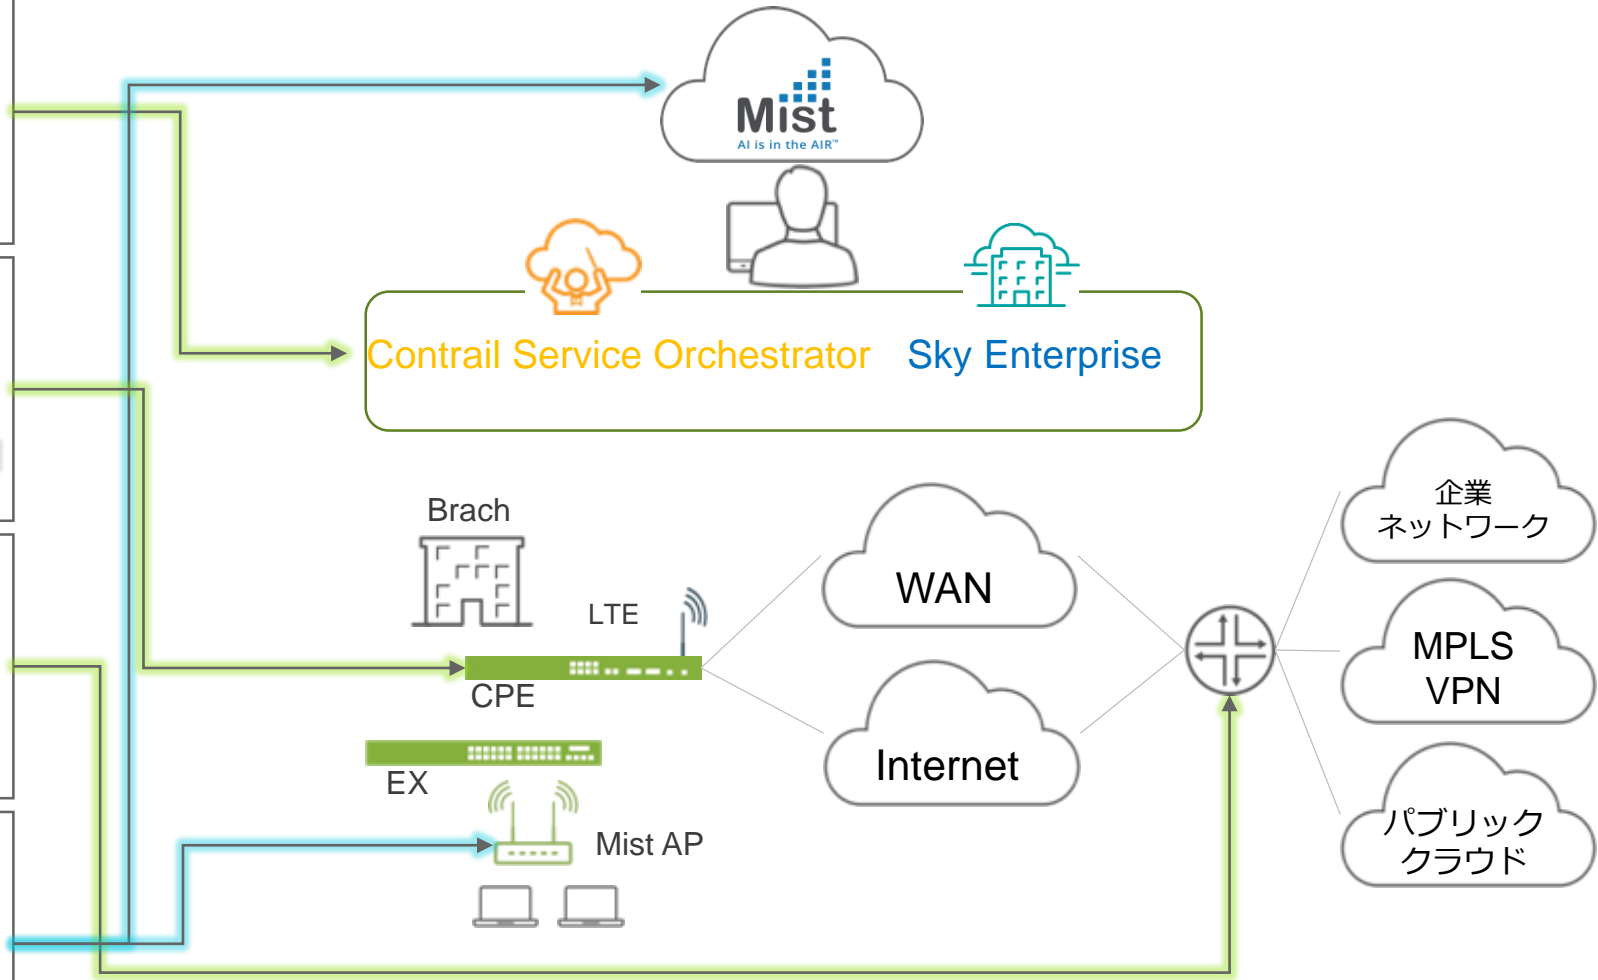 Mist
AI is in the AIR™
Contrail Service Orchestrator
Sky Enterprise
Brach
LTE
CPE
EX
Mist AP
WAN
Internet
企業
ネットワーク
MPLS
VPN
パブリック
クラウド